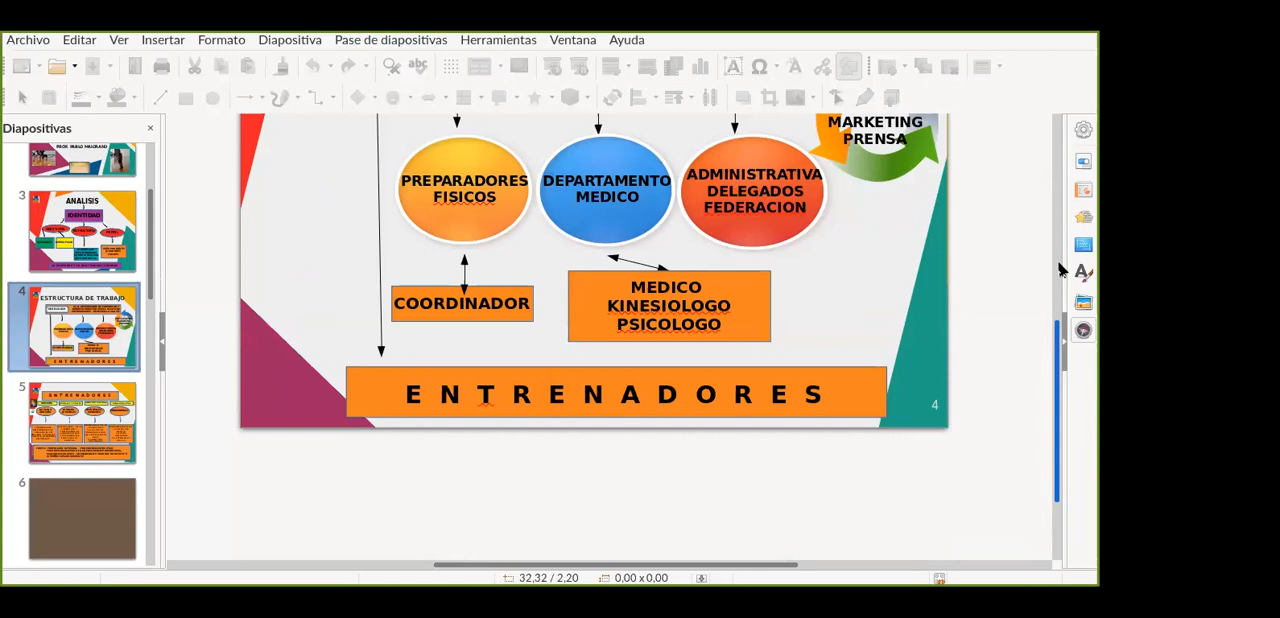 Archivo Editar Ver Insertar Formato Diapositiva Pase de diapositivas Herramientas Ventana Ayuda
Diapositivas
3
ANALISIS
IDENTIDAD
4
ESTRUCTURA DE TRABAJO
E N T R E N A D O R E S
5
E N T R E N A D O R E S
6
MARKETING
PRENSA
PREPARADORES
FISICOS
DEPARTAMENTO
MEDICO
ADMINISTRATIVA
DELEGADOS
FEDERACION
COORDINADOR
MEDICO
KINESIOLOGO
PSICOLOGO
E N T R E N A D O R E S
4
32,32 / 2,20 0,00 x 0,00